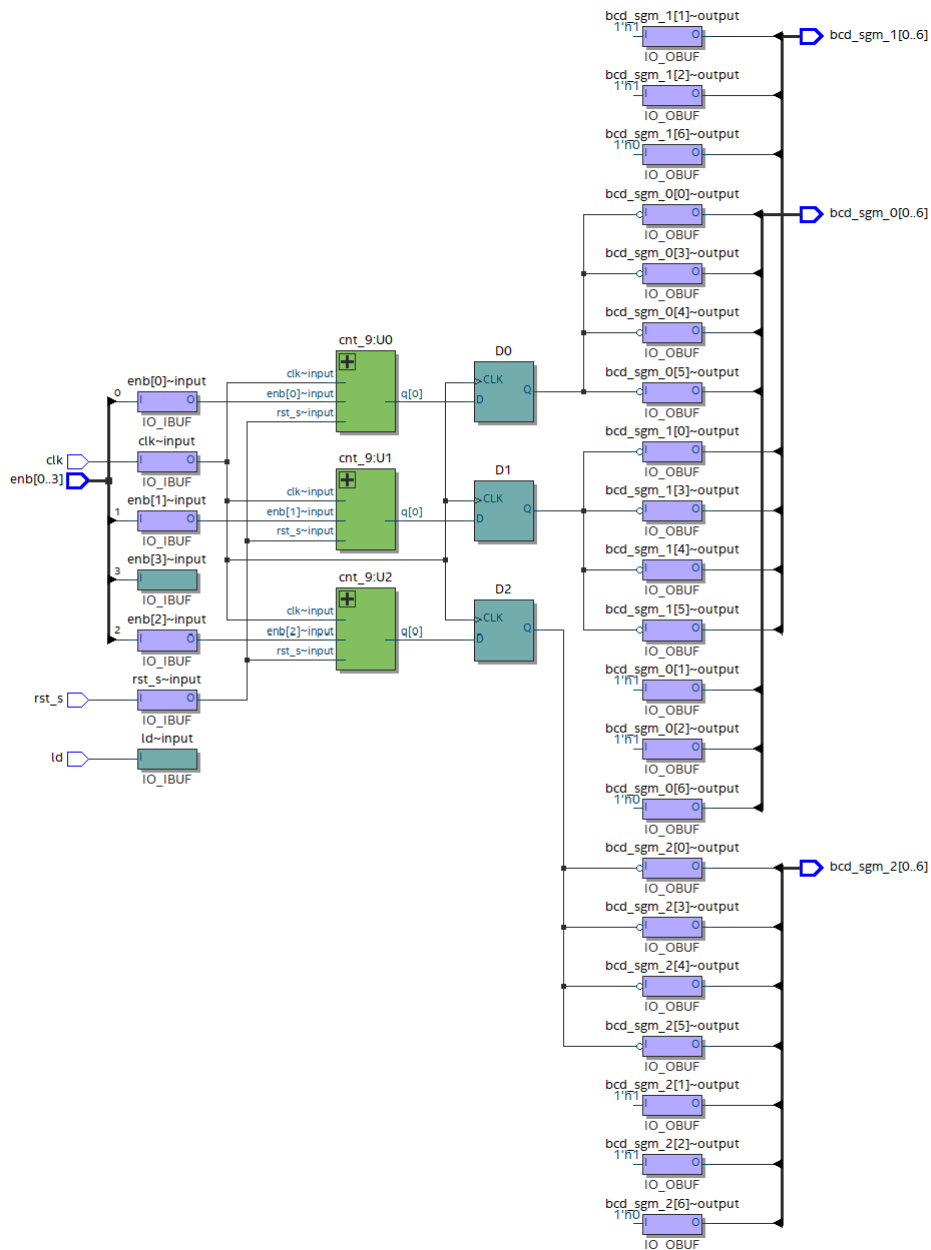 bcd_sgm_1[1]~output
1'h1
I
O
IO_OBUF
bcd_sgm_1[0..6]
bcd_sgm_1[2]~output
1'h1
I
O
IO_OBUF
bcd_sgm_1[6]~output
1'h0
I
O
IO_OBUF
bcd_sgm_0[0]~output
I
O
IO_OBUF
bcd_sgm_0[0..6]
bcd_sgm_0[3]~output
I
O
IO_OBUF
bcd_sgm_0[4]~output
I
O
IO_OBUF
bcd_sgm_0[5]~output
I
O
IO_OBUF
bcd_sgm_1[0]~output
I
O
IO_OBUF
bcd_sgm_1[3]~output
I
O
IO_OBUF
bcd_sgm_1[4]~output
I
O
IO_OBUF
bcd_sgm_1[5]~output
I
O
IO_OBUF
bcd_sgm_0[1]~output
1'h1
I
O
IO_OBUF
bcd_sgm_0[2]~output
1'h1
I
O
IO_OBUF
bcd_sgm_0[6]~output
1'h0
I
O
IO_OBUF
bcd_sgm_2[0]~output
I
O
IO_OBUF
bcd_sgm_2[0..6]
bcd_sgm_2[3]~output
I
O
IO_OBUF
bcd_sgm_2[4]~output
I
O
IO_OBUF
bcd_sgm_2[5]~output
I
O
IO_OBUF
bcd_sgm_2[1]~output
1'h1
I
O
IO_OBUF
bcd_sgm_2[2]~output
1'h1
I
O
IO_OBUF
bcd_sgm_2[6]~output
1'h0
I
O
IO_OBUF
cnt_9:U0
clk~input
enb[0]~input
rst_s~input
q[0]
D0
CLK
D
Q
cnt_9:U1
clk~input
enb[1]~input
rst_s~input
q[0]
D1
CLK
D
Q
cnt_9:U2
clk~input
enb[2]~input
rst_s~input
q[0]
D2
CLK
D
Q
enb[0]~input
0
I
O
IO_IBUF
clk
clk~input
I
O
IO_IBUF
enb[0..3]
enb[1]~input
1
I
O
IO_IBUF
enb[3]~input
3
I
IO_IBUF
enb[2]~input
2
I
O
IO_IBUF
rst_s
rst_s~input
I
O
IO_IBUF
ld
ld~input
I
IO_IBUF